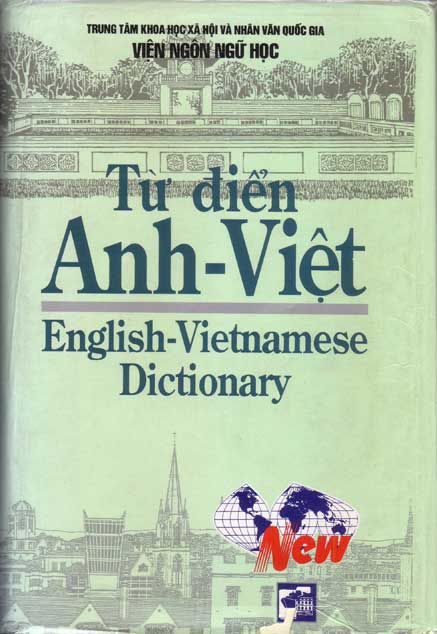 TRUNG TÂM KHOA HỌC XÃ HỘI VÀ NHÂN VĂN QUỐC GIA
VIỆN NGÔN NGỮ HỌC
Từ điển
Anh-Việt
English-Vietnamese
Dictionary
New